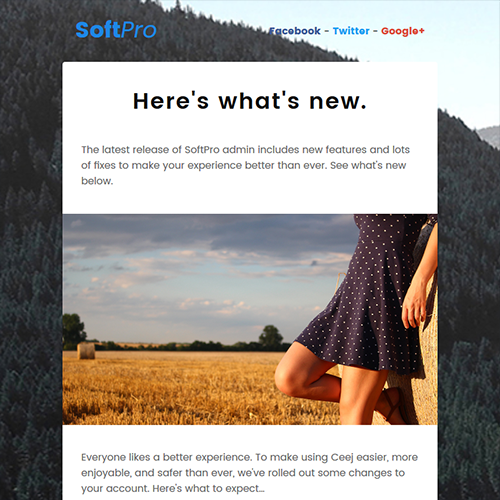 SoftPro
Facebook - Twitter - Google+
Here's what's new.
The latest release of SoftPro admin includes new features and lots
of fixes to make your experience better than ever. See what's new
below.
Everyone likes a better experience. To make using Ceej easier, more
enjoyable, and safer than ever, we've rolled out some changes to
your account. Here's what to expect...